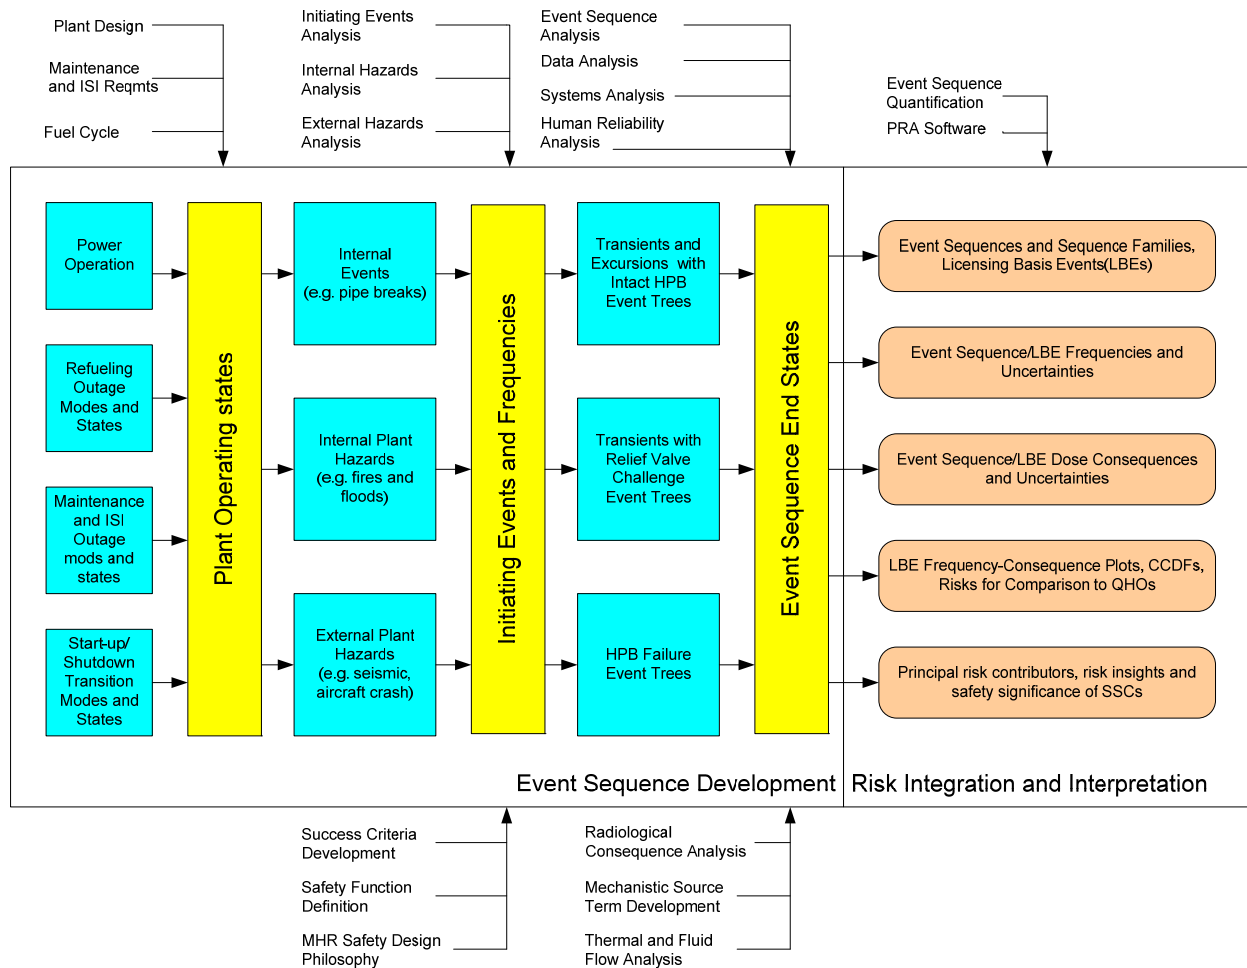 Plant Design
Maintenance
and ISI Reqmts
Fuel Cycle
Initiating Events
Analysis
Internal Hazards
Analysis
External Hazards
Analysis
Event Sequence
Analysis
Data Analysis
Systems Analysis
Human Reliability
Analysis
Event Sequence
Quantification
PRA Software
Power
Operation
Refueling
Outage
Modes and
States
Maintenance
and ISI
Outage
mods and
states
Start-up/
Shutdown
Transition
Modes and
States
Plant Operating states
Internal
Events
(e.g. pipe breaks)
Internal Plant
Hazards
(e.g. fires and
floods)
External Plant
Hazards
(e.g. seismic,
aircraft crash)
Initiating Events and Frequencies
Transients and
Excursions with
Intact HPB
Event Trees
Transients with
Relief Valve
Challenge
Event Trees
HPB Failure
Event Trees
Event Sequence End States
Event Sequences and Sequence Families,
Licensing Basis Events(LBEs)
Event Sequence/LBE Frequencies and
Uncertainties
Event Sequence/LBE Dose Consequences
and Uncertainties
LBE Frequency-Consequence Plots, CCDFs,
Risks for Comparison to QHOs
Principal risk contributors, risk insights and
safety significance of SSCs
Event Sequence Development
Risk Integration and Interpretation
Success Criteria
Development
Safety Function
Definition
MHR Safety Design
Philosophy
Radiological
Consequence Analysis
Mechanistic Source
Term Development
Thermal and Fluid
Flow Analysis